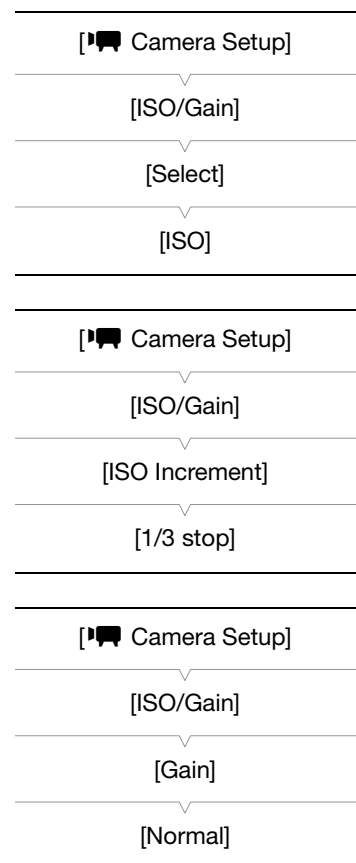 [ Camera Setup]
[ISO/Gain]
[Select]
[ISO]
[ Camera Setup]
[ISO/Gain]
[ISO Increment]
[1/3 stop]
[ Camera Setup]
[ISO/Gain]
[Gain]
[Normal]